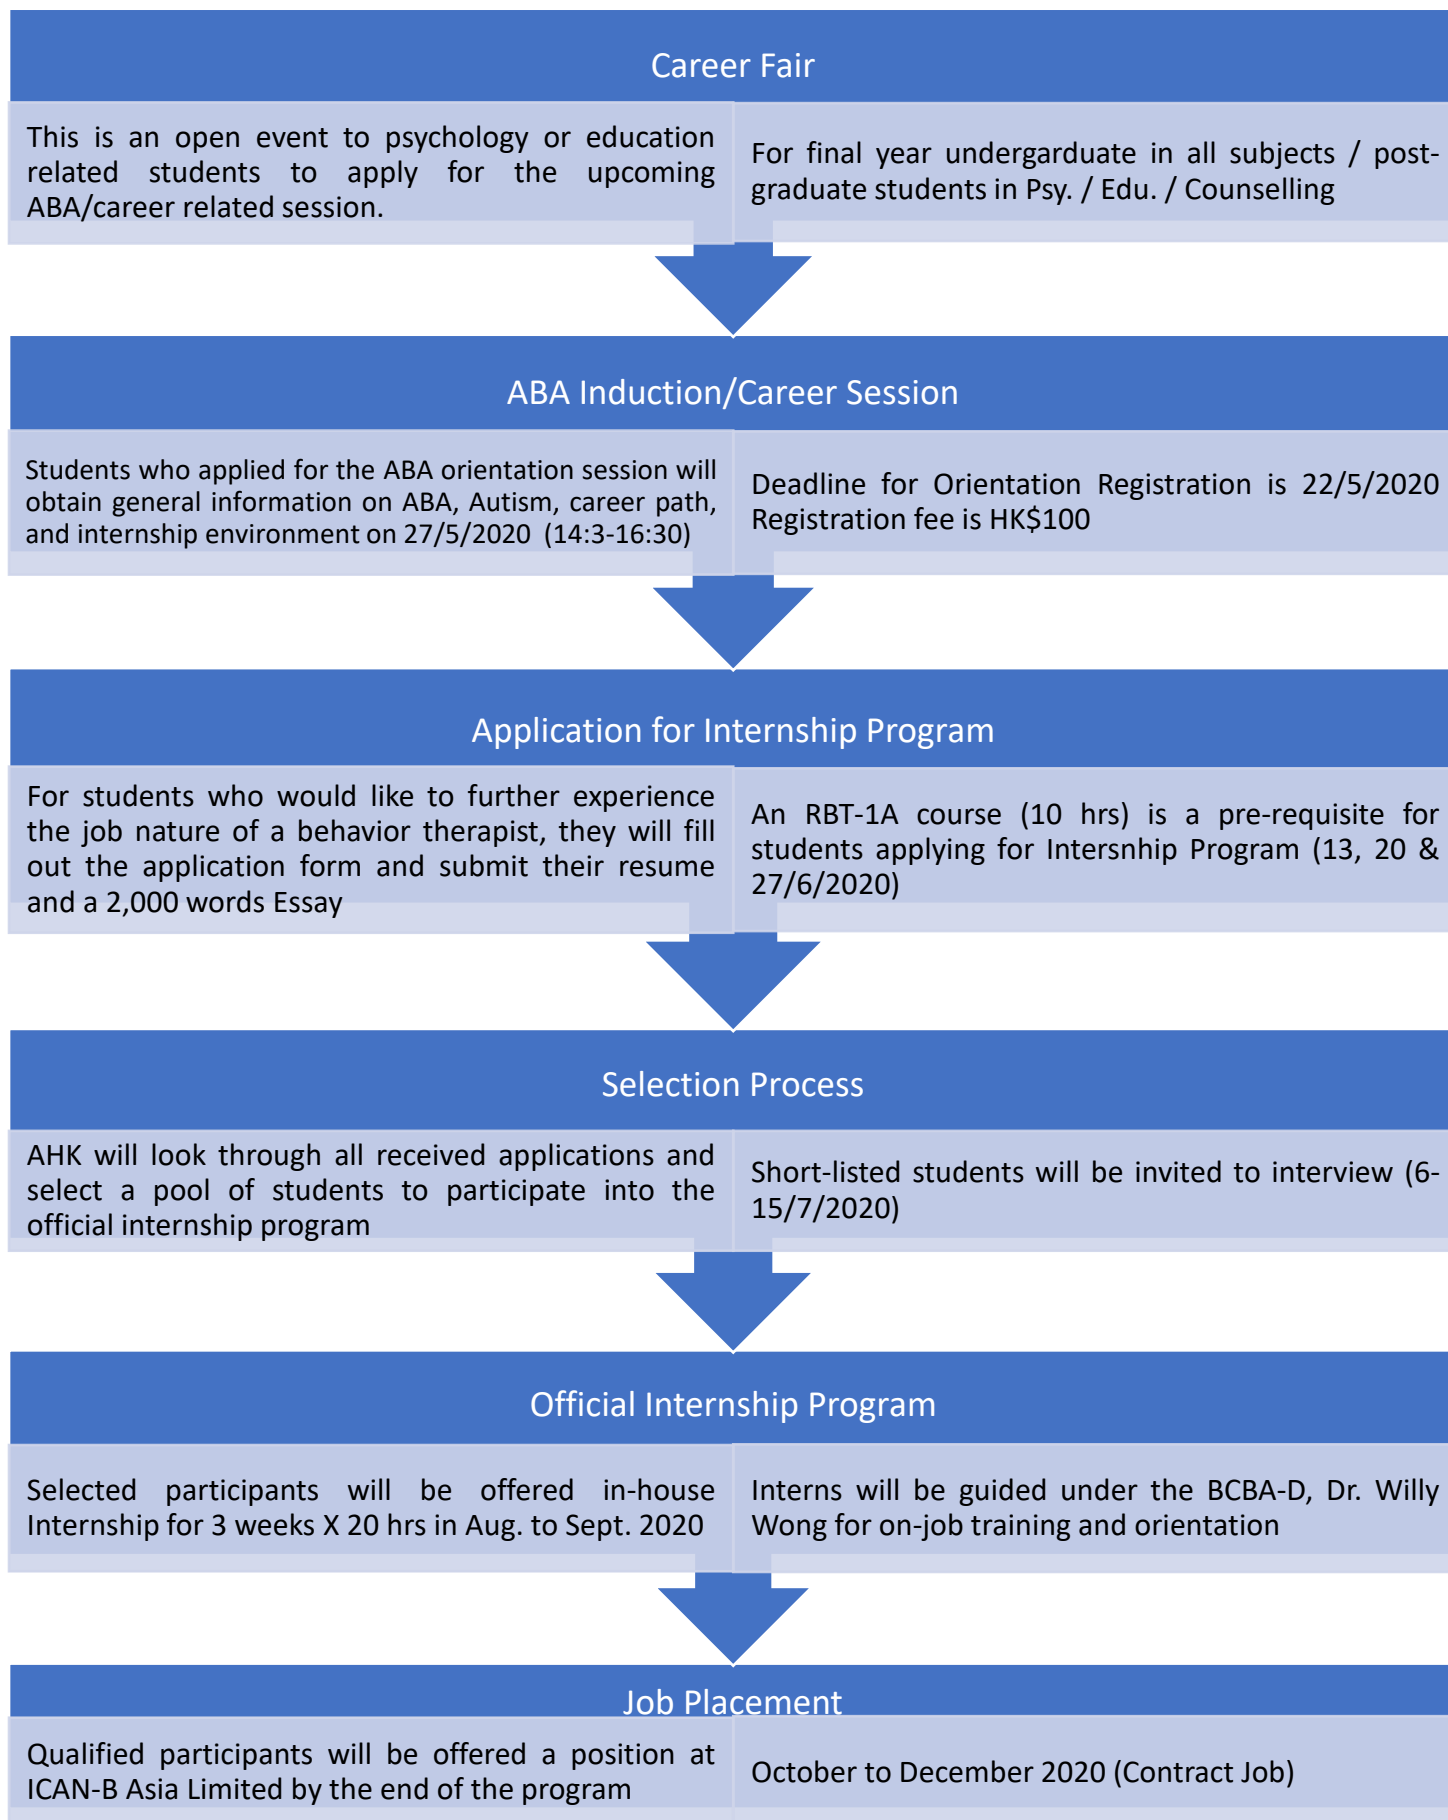 Career Fair
This is an open event to psychology or education
related students to apply for the upcoming
ABA/career related session.
For final year undergarduate in all subjects / post-
graduate students in Psy. / Edu. / Counselling
ABA Induction/Career Session
Students who applied for the ABA orientation session will
obtain general information on ABA, Autism, career path,
and internship environment on 27/5/2020 (14:3-16:30)
Deadline for Orientation Registration is 22/5/2020
Registration fee is HK$100
Application for Internship Program
For students who would like to further experience
the job nature of a behavior therapist, they will fill
out the application form and submit their resume
and a 2,000 words Essay
An RBT-1A course (10 hrs) is a pre-requisite for
students applying for Intersnhip Program (13, 20 &
27/6/2020)
Selection Process
AHK will look through all received applications and
select a pool of students to participate into the
official internship program
Short-listed students will be invited to interview (6-
15/7/2020)
Official Internship Program
Selected participants will be offered in-house
Internship for 3 weeks X 20 hrs in Aug. to Sept. 2020
Interns will be guided under the BCBA-D, Dr. Willy
Wong for on-job training and orientation
Job Placement
Qualified participants will be offered a position at
ICAN-B Asia Limited by the end of the program
October to December 2020 (Contract Job)